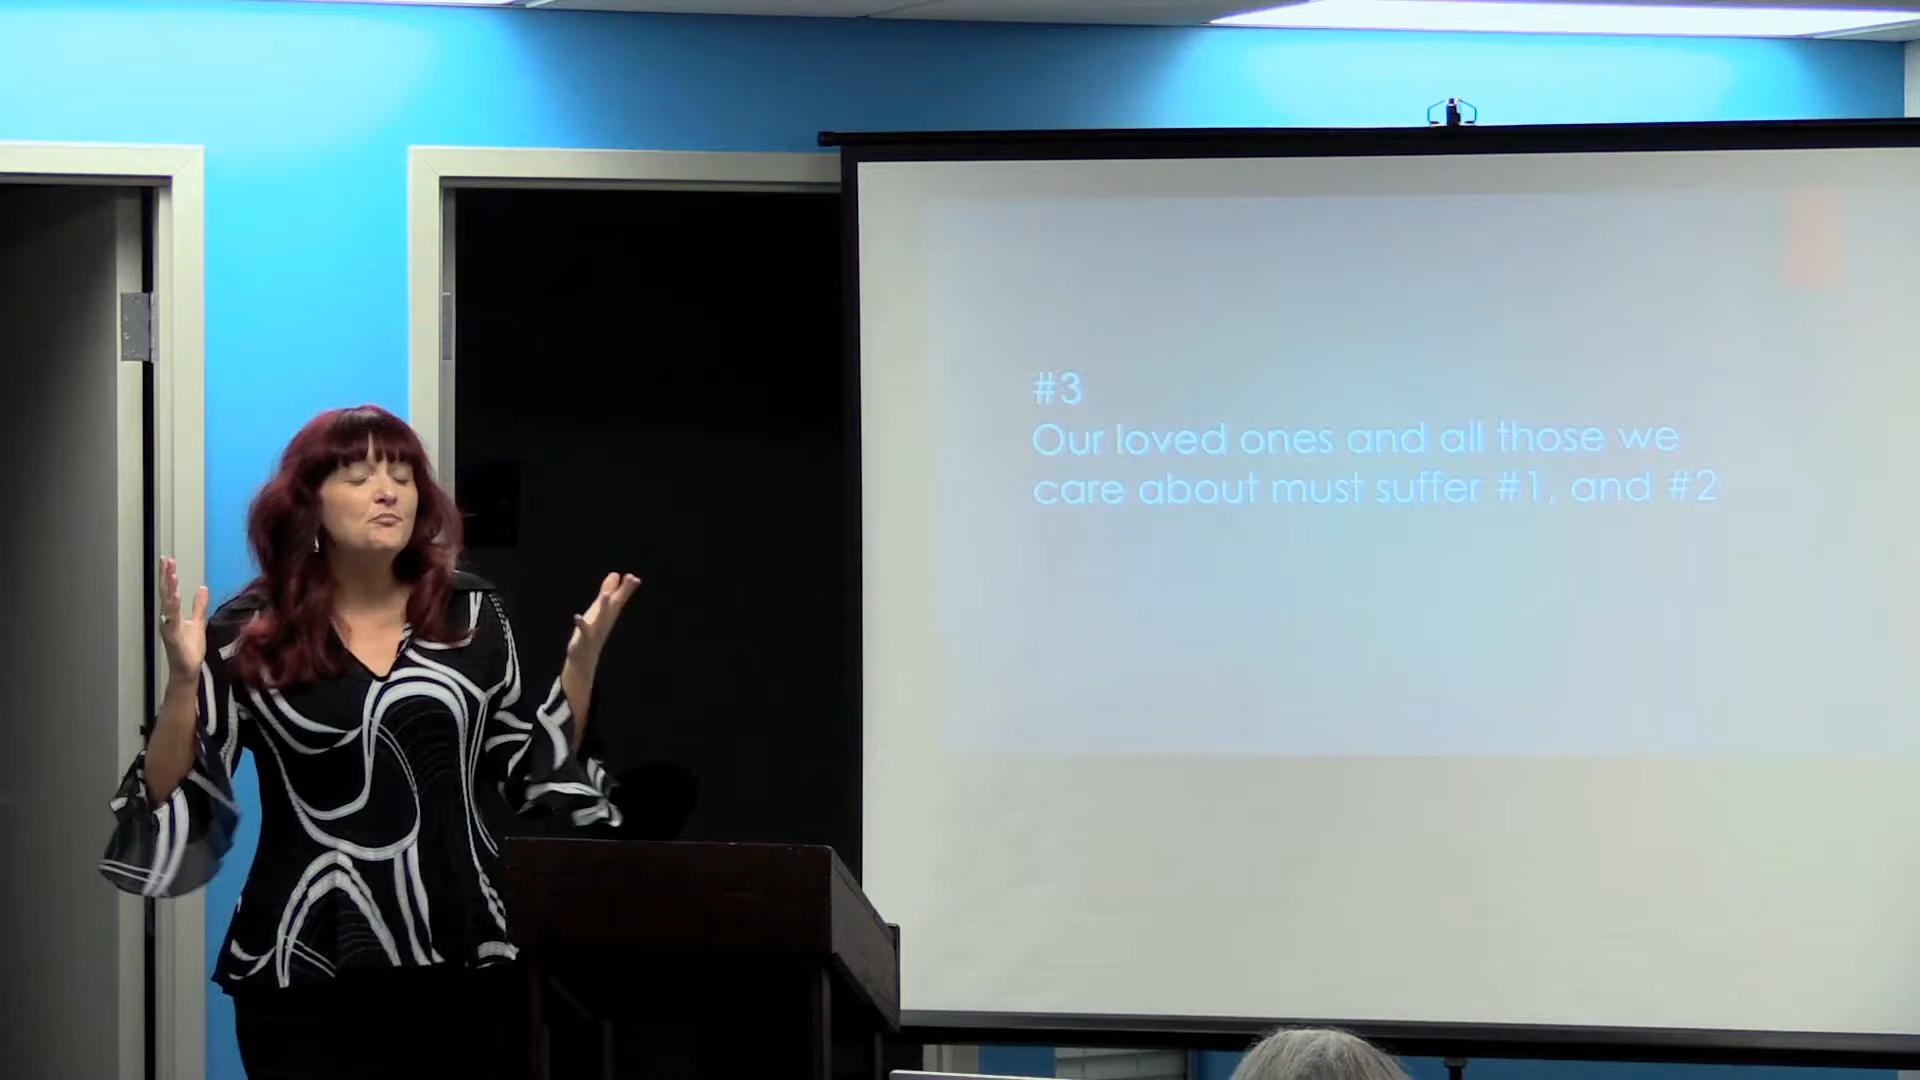 #3
Our loved ones and all those we
care about must suffer #1, and #2